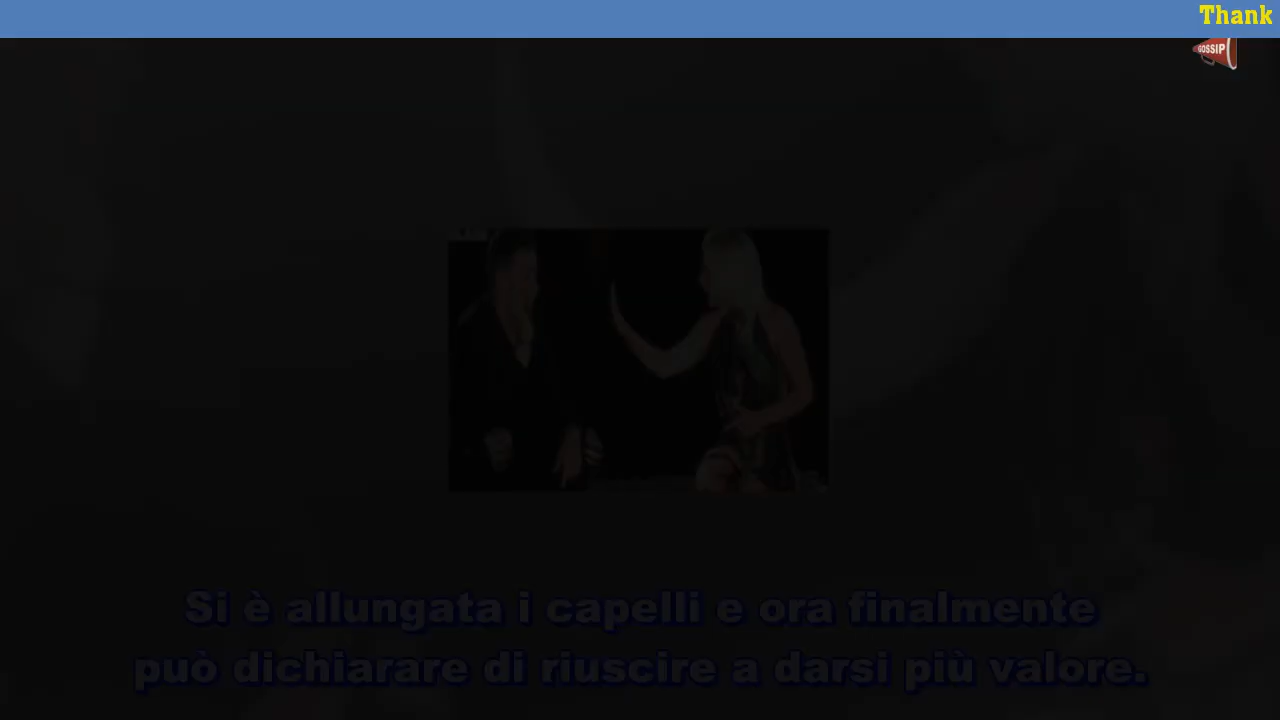 Thank
GOSSIP
Si è allungata i capelli e ora finalmente
può dichiarare di riuscire a darsi più valore.